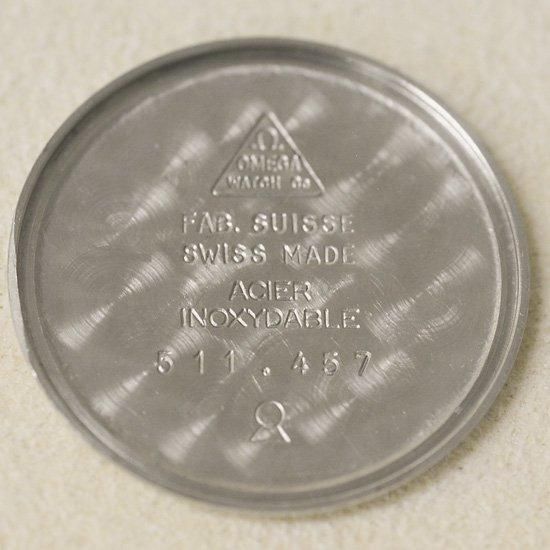 Ω
OMEGA
WATCH Co
FAB. SUISSE
SWISS MADE
ACIER
INOXYDABLE
511.457